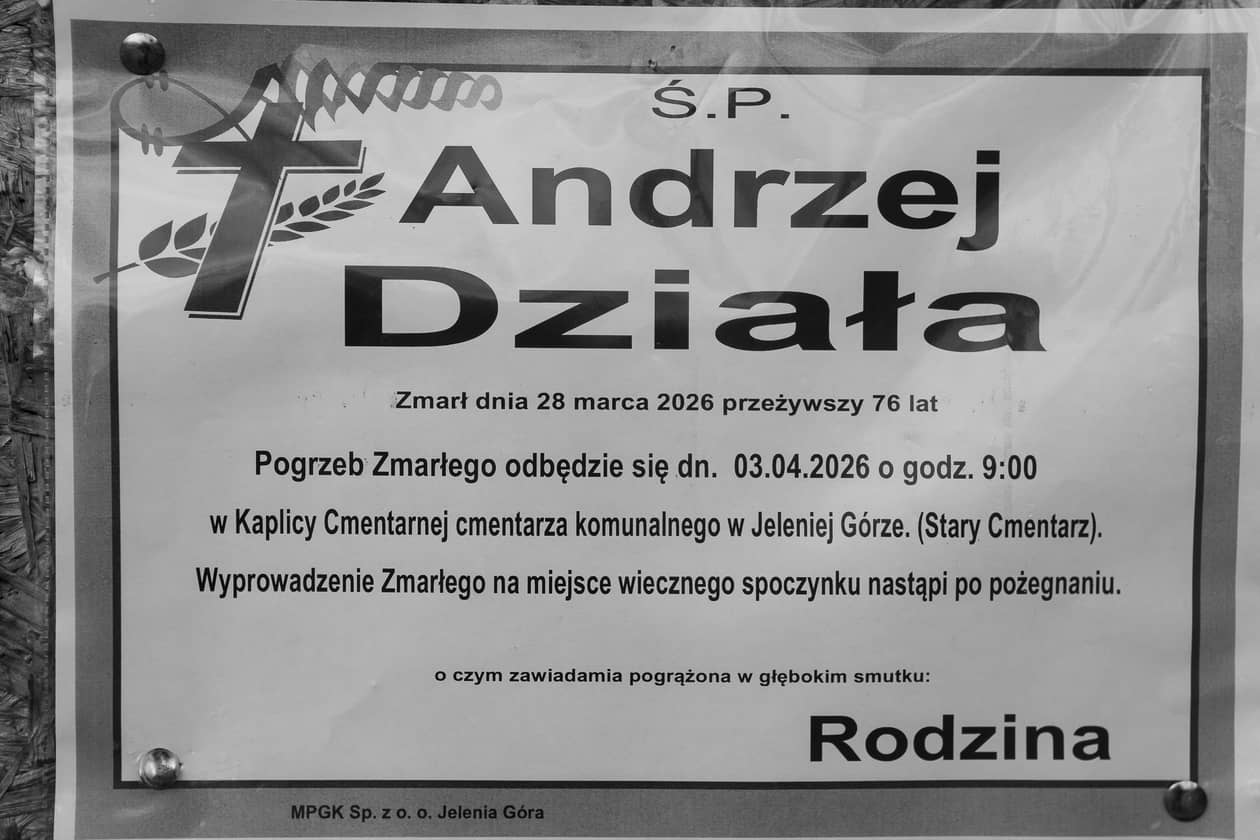 Ś.P.
Andrzej
Działa
Zmarł dnia 28 marca 2026 przeżywszy 76 lat
Pogrzeb Zmarłego odbędzie się dn. 03.04.2026 o godz. 9:00
w Kaplicy Cmentarnej cmentarza komunalnego w Jeleniej Górze. (Stary Cmentarz).
Wyprowadzenie Zmarłego na miejsce wiecznego spoczynku nastąpi po pożegnaniu.
o czym zawiadamia pogrążona w głębokim smutku:
Rodzina
MPGK Sp. z o. o. Jelenia Góra